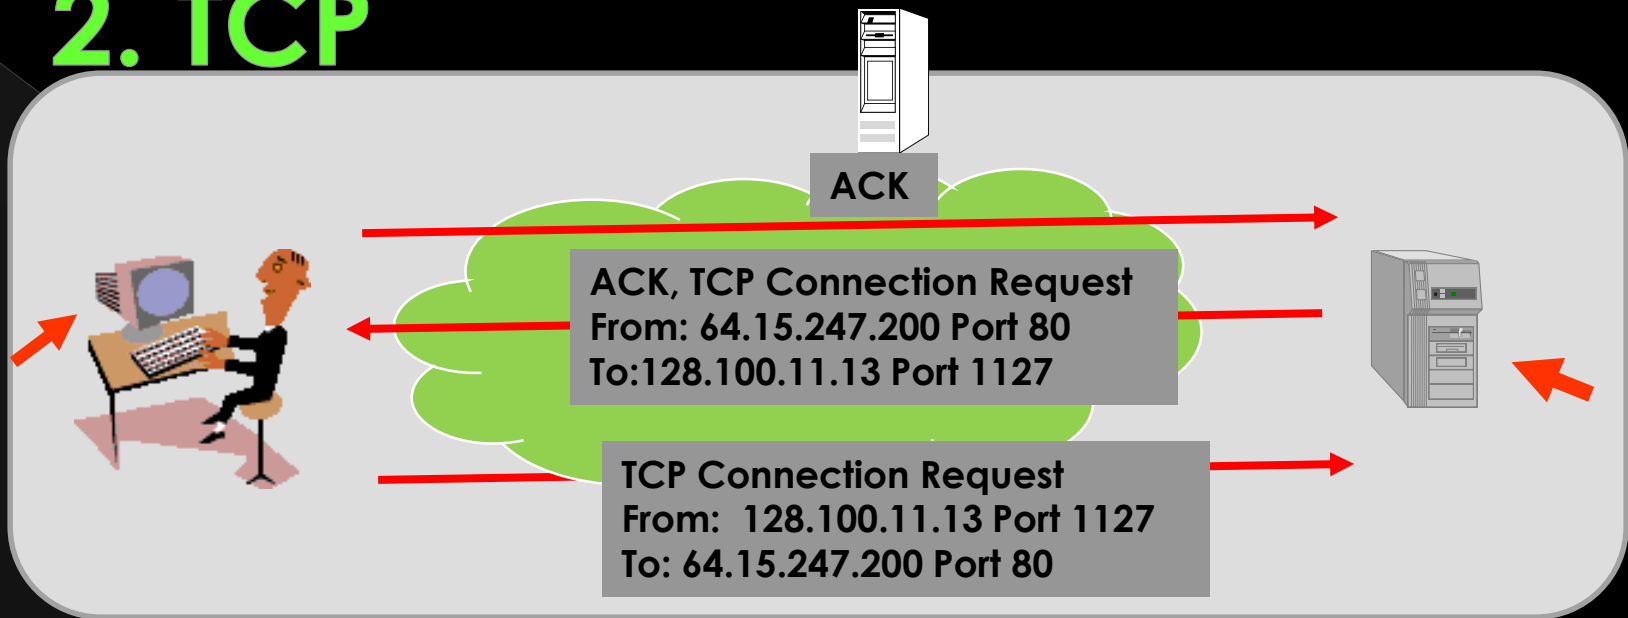 2. TCP
ACK
ACK, TCP Connection Request
From: 64.15.247.200 Port 80
To:128.100.11.13 Port 1127
TCP Connection Request
From:  128.100.11.13 Port 1127
To: 64.15.247.200 Port 80